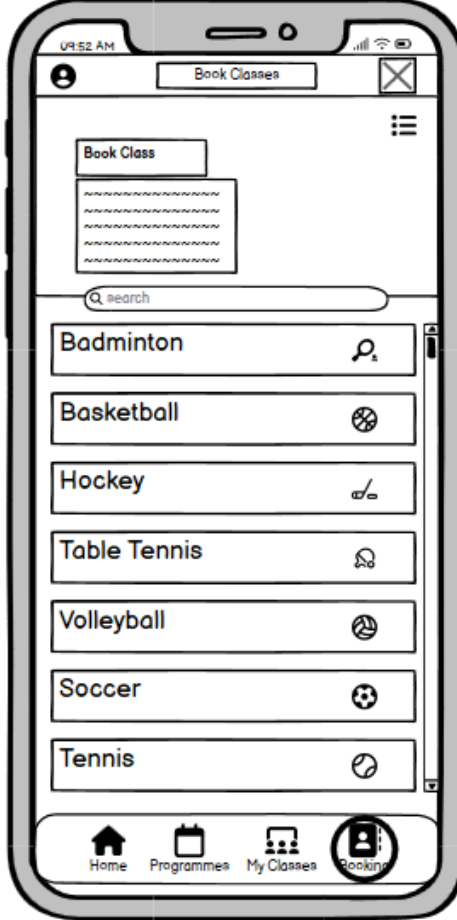 09:52 AM
Book Classes
Book Class
search
Badminton
Basketball
Hockey
Table Tennis
Volleyball
Soccer
Tennis
Home Programmes My Classes Booking